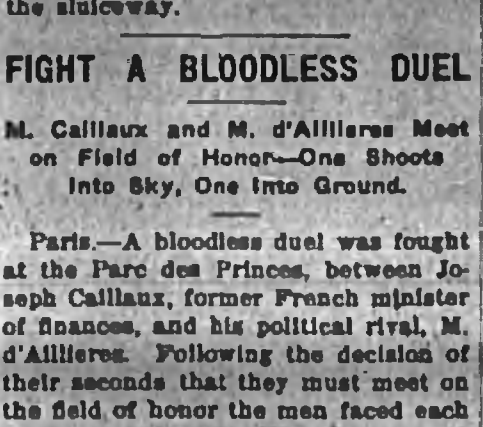 the sluiceway.
FIGHT A BLOODLESS DUEL
M. Caillaux and M. d'Aillieres Meet
on Field of Honor—One Shoots
Into Sky, One Into Ground.
Paris.—A bloodless duel was fought
at the Parc des Princes, between Jo-
seph Caillaux, former French minister
of finances, and his political rival, M.
d'Aillieres. Following the decision of
their seconds that they must meet on
the field of honor the men faced each